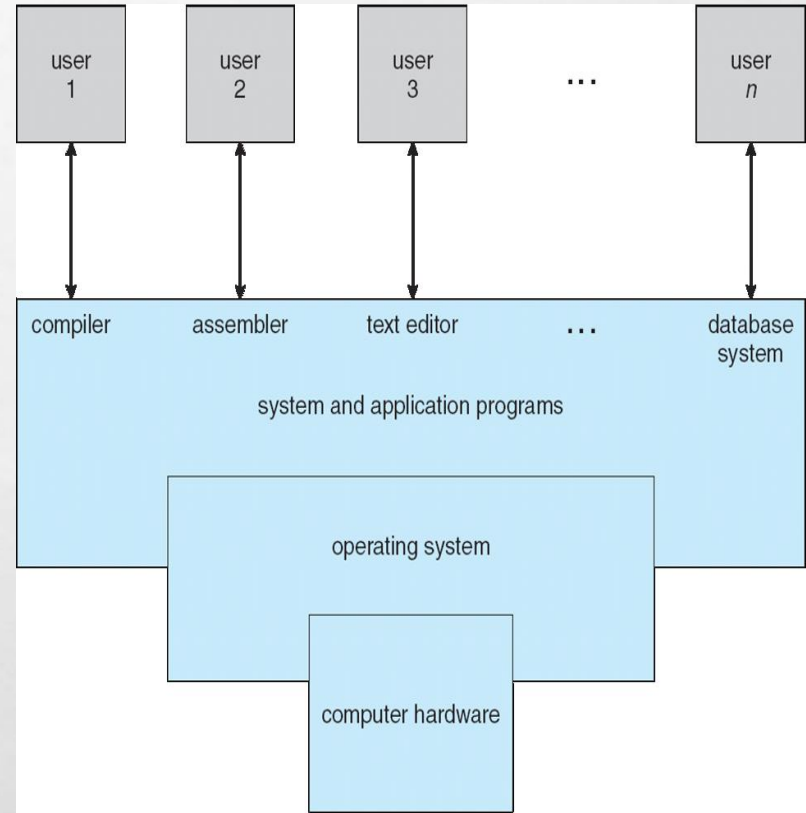 user
1
user
2
user
3
...
user
n
compiler
assembler
text editor
...
database
system
system and application programs
operating system
computer hardware